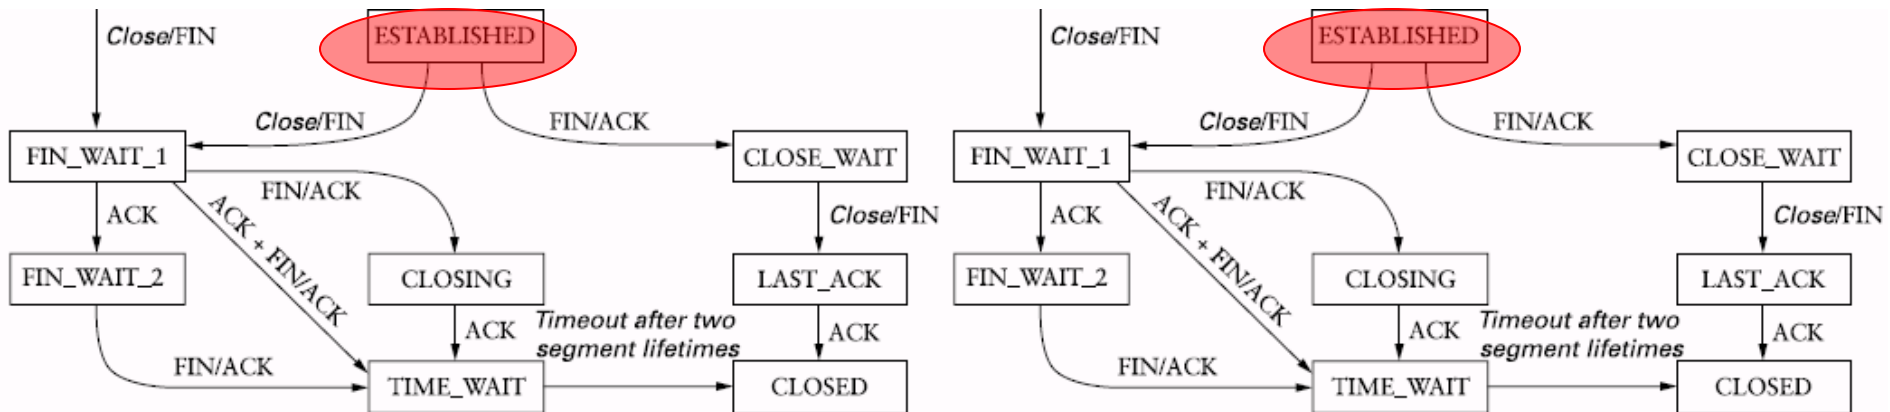 Close/FIN
ESTABLISHED
Close/FIN
FIN/ACK
FIN_WAIT_1
CLOSE_WAIT
FIN/ACK
ACK
ACK + FIN/ACK
Close/FIN
FIN_WAIT_2
CLOSING
LAST_ACK
ACK
Timeout after two
segment lifetimes
ACK
FIN/ACK
TIME_WAIT
CLOSED
Close/FIN
ESTABLISHED
Close/FIN
FIN/ACK
FIN_WAIT_1
CLOSE_WAIT
FIN/ACK
ACK
ACK + FIN/ACK
Close/FIN
FIN_WAIT_2
CLOSING
LAST_ACK
ACK
Timeout after two
segment lifetimes
ACK
FIN/ACK
TIME_WAIT
CLOSED